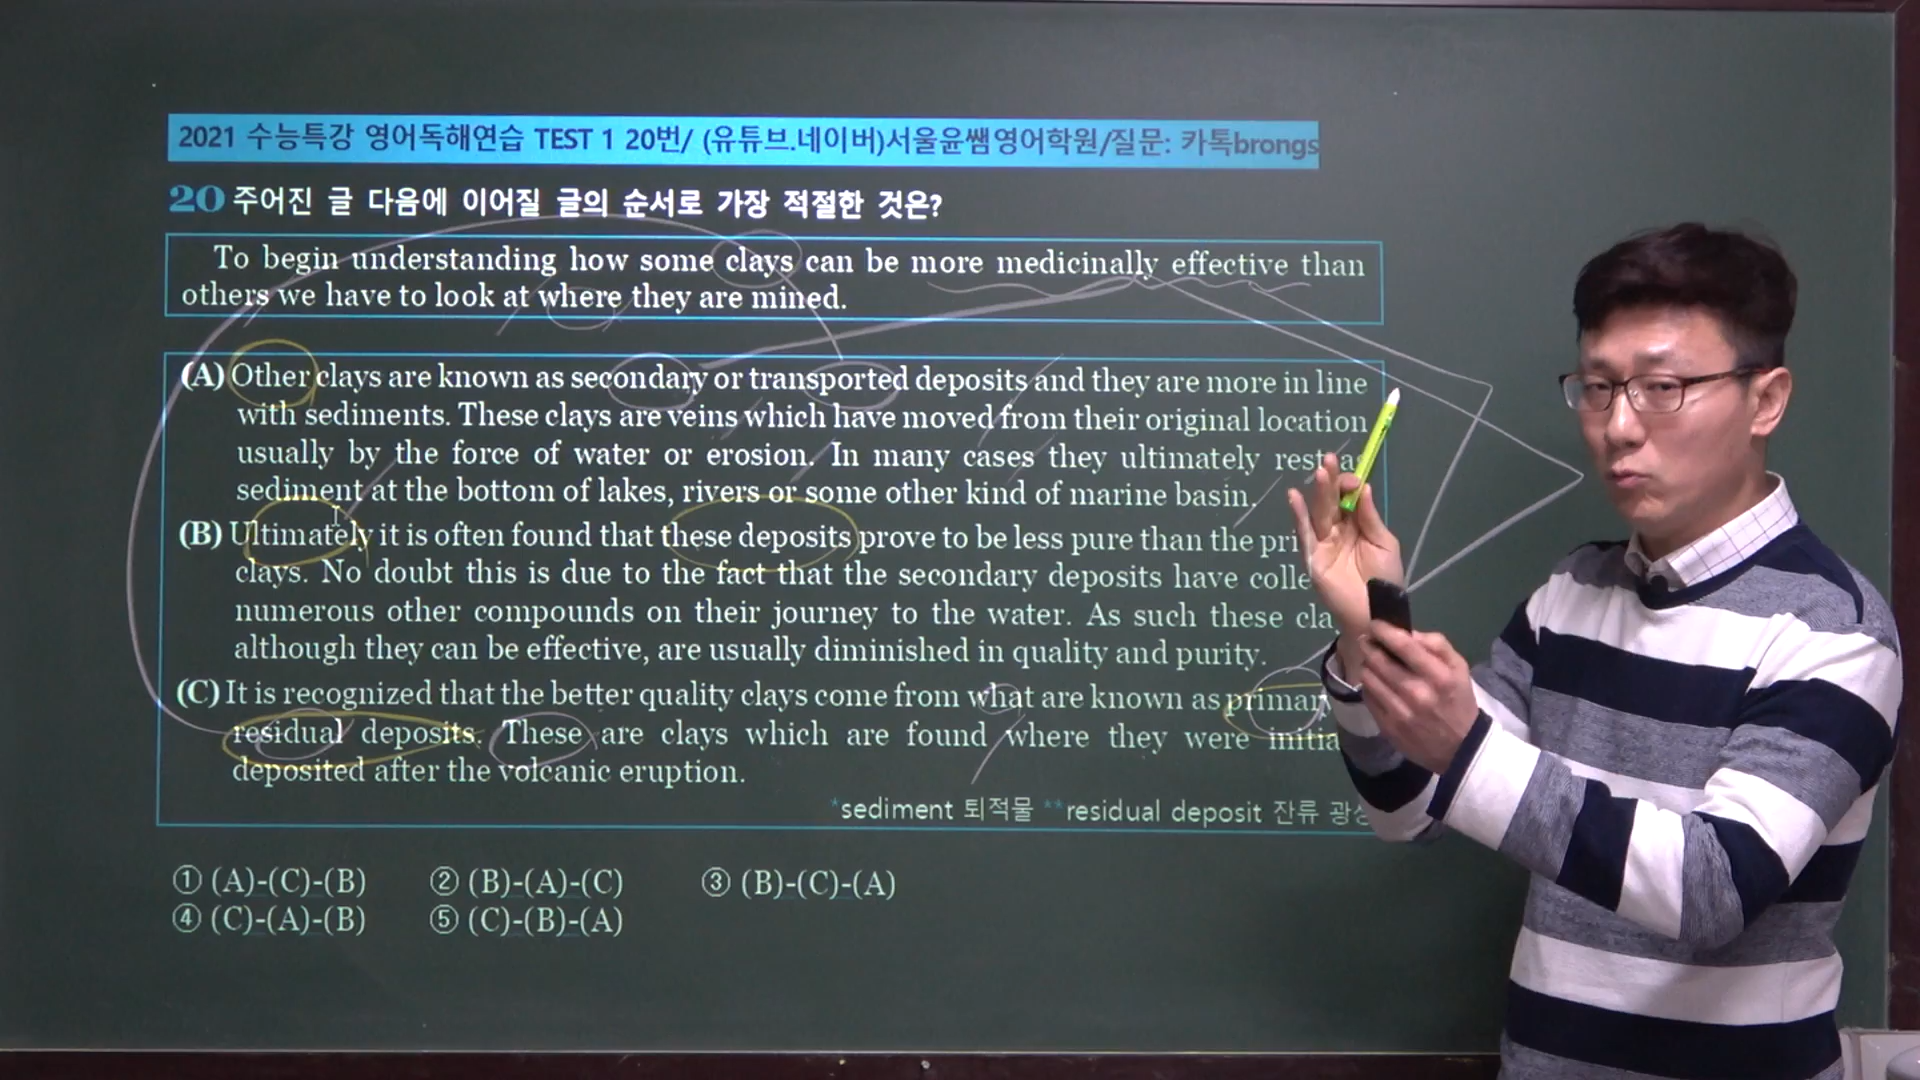 2021 수능특강 영어독해연습 TEST 1 20번/ (유튜브.네이버)서울윤쌤영어학원/질문: 카톡brongs
20 주어진 글 다음에 이어질 글의 순서로 가장 적절한 것은?
To begin understanding how some clays can be more medicinally effective than
others we have to look at where they are mined.
(A) Other clays are known as secondary or transported deposits and they are more in line
with sediments. These clays are veins which have moved from their original location
usually by the force of water or erosion. In many cases they ultimately rest as
sediment at the bottom of lakes, rivers or some other kind of marine basin.
(B) Ultimately it is often found that these deposits prove to be less pure than the pri
clays. No doubt this is due to the fact that the secondary deposits have colle
numerous other compounds on their journey to the water. As such these cla
although they can be effective, are usually diminished in quality and purity.
(C) It is recognized that the better quality clays come from what are known as primary
residual deposits. These are clays which are found where they were initia
deposited after the volcanic eruption.
*sediment 퇴적물 **residual deposit 잔류 광상
① (A)-(C)-(B) ② (B)-(A)-(C) ③ (B)-(C)-(A)
④ (C)-(A)-(B) ⑤ (C)-(B)-(A)